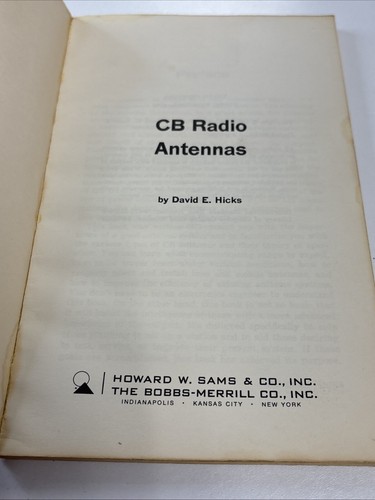 CB Radio
Antennas
by David E. Hicks
HOWARD W. SAMS & CO., INC.
THE BOBBS-MERRILL CO., INC.
INDIANAPOLIS • KANSAS CITY • NEW YORK